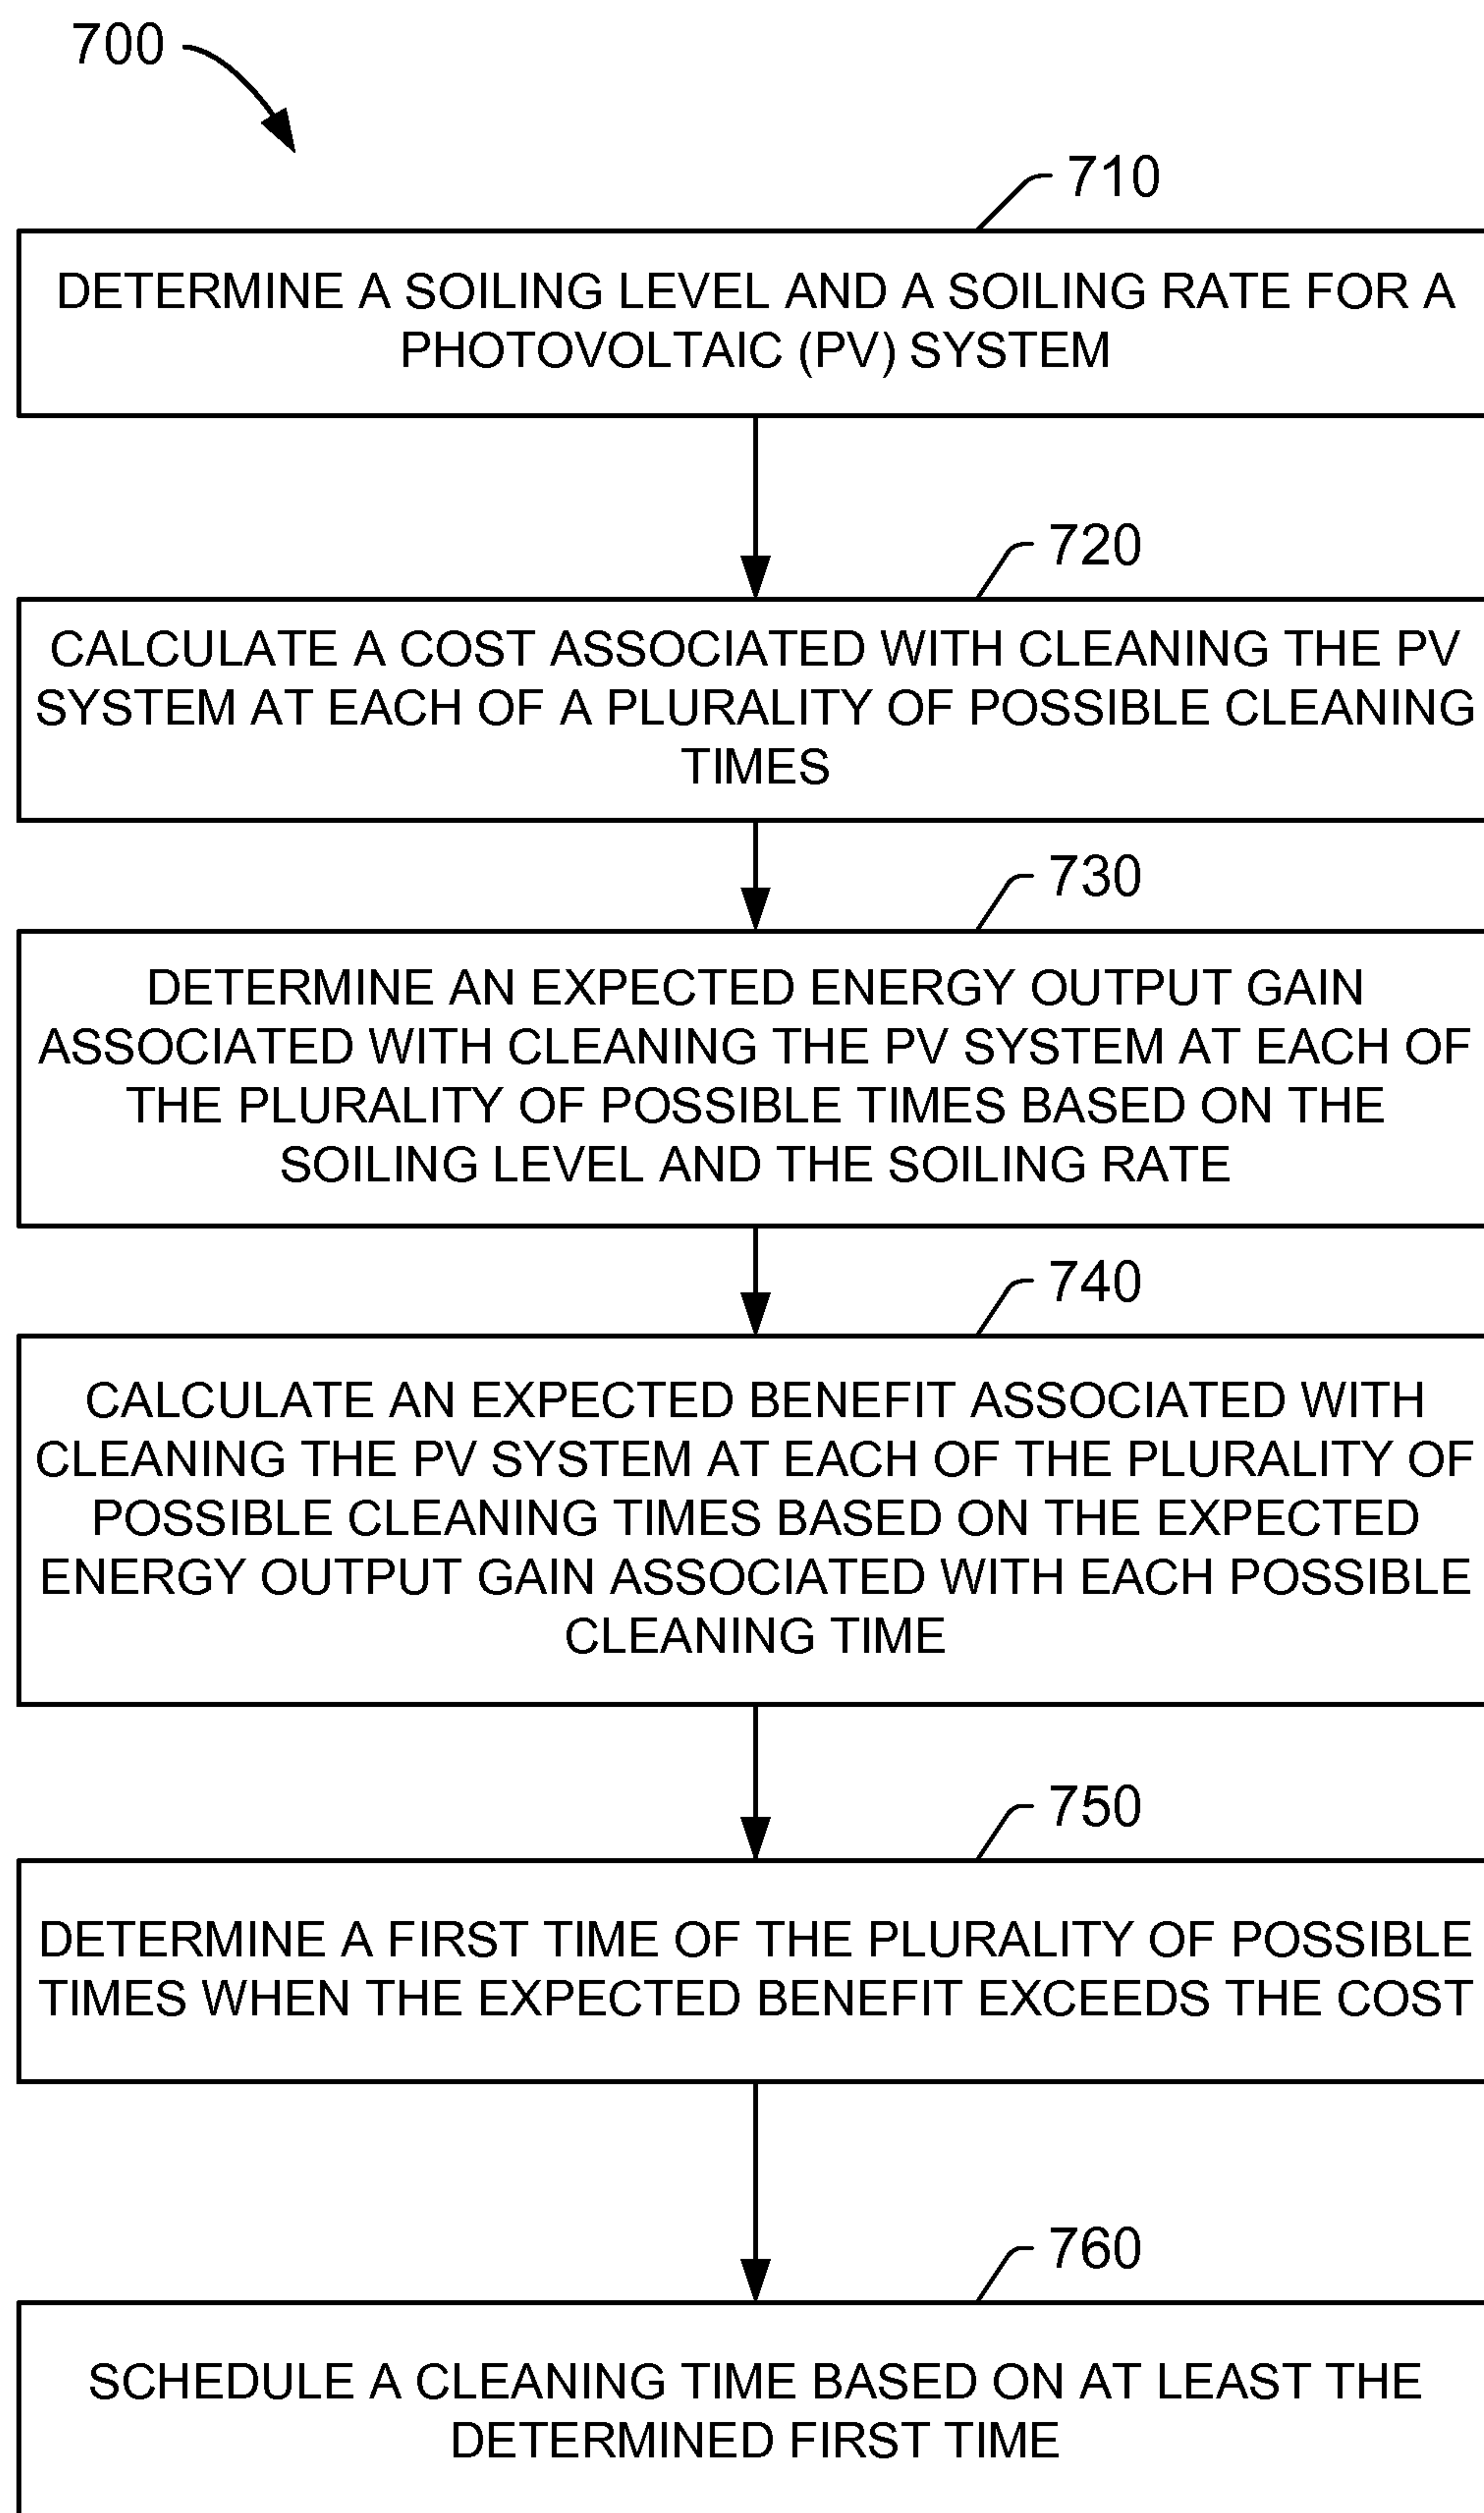 700
710
DETERMINE A SOILING LEVEL AND A SOILING RATE FOR A
PHOTOVOLTAIC (PV) SYSTEM
720
CALCULATE A COST ASSOCIATED WITH CLEANING THE PV
SYSTEM AT EACH OF A PLURALITY OF POSSIBLE CLEANING
TIMES
730
DETERMINE AN EXPECTED ENERGY OUTPUT GAIN
ASSOCIATED WITH CLEANING THE PV SYSTEM AT EACH OF
THE PLURALITY OF POSSIBLE TIMES BASED ON THE
SOILING LEVEL AND THE SOILING RATE
740
CALCULATE AN EXPECTED BENEFIT ASSOCIATED WITH
CLEANING THE PV SYSTEM AT EACH OF THE PLURALITY OF
POSSIBLE CLEANING TIMES BASED ON THE EXPECTED
ENERGY OUTPUT GAIN ASSOCIATED WITH EACH POSSIBLE
CLEANING TIME
750
DETERMINE A FIRST TIME OF THE PLURALITY OF POSSIBLE
TIMES WHEN THE EXPECTED BENEFIT EXCEEDS THE COST
760
SCHEDULE A CLEANING TIME BASED ON AT LEAST THE
DETERMINED FIRST TIME